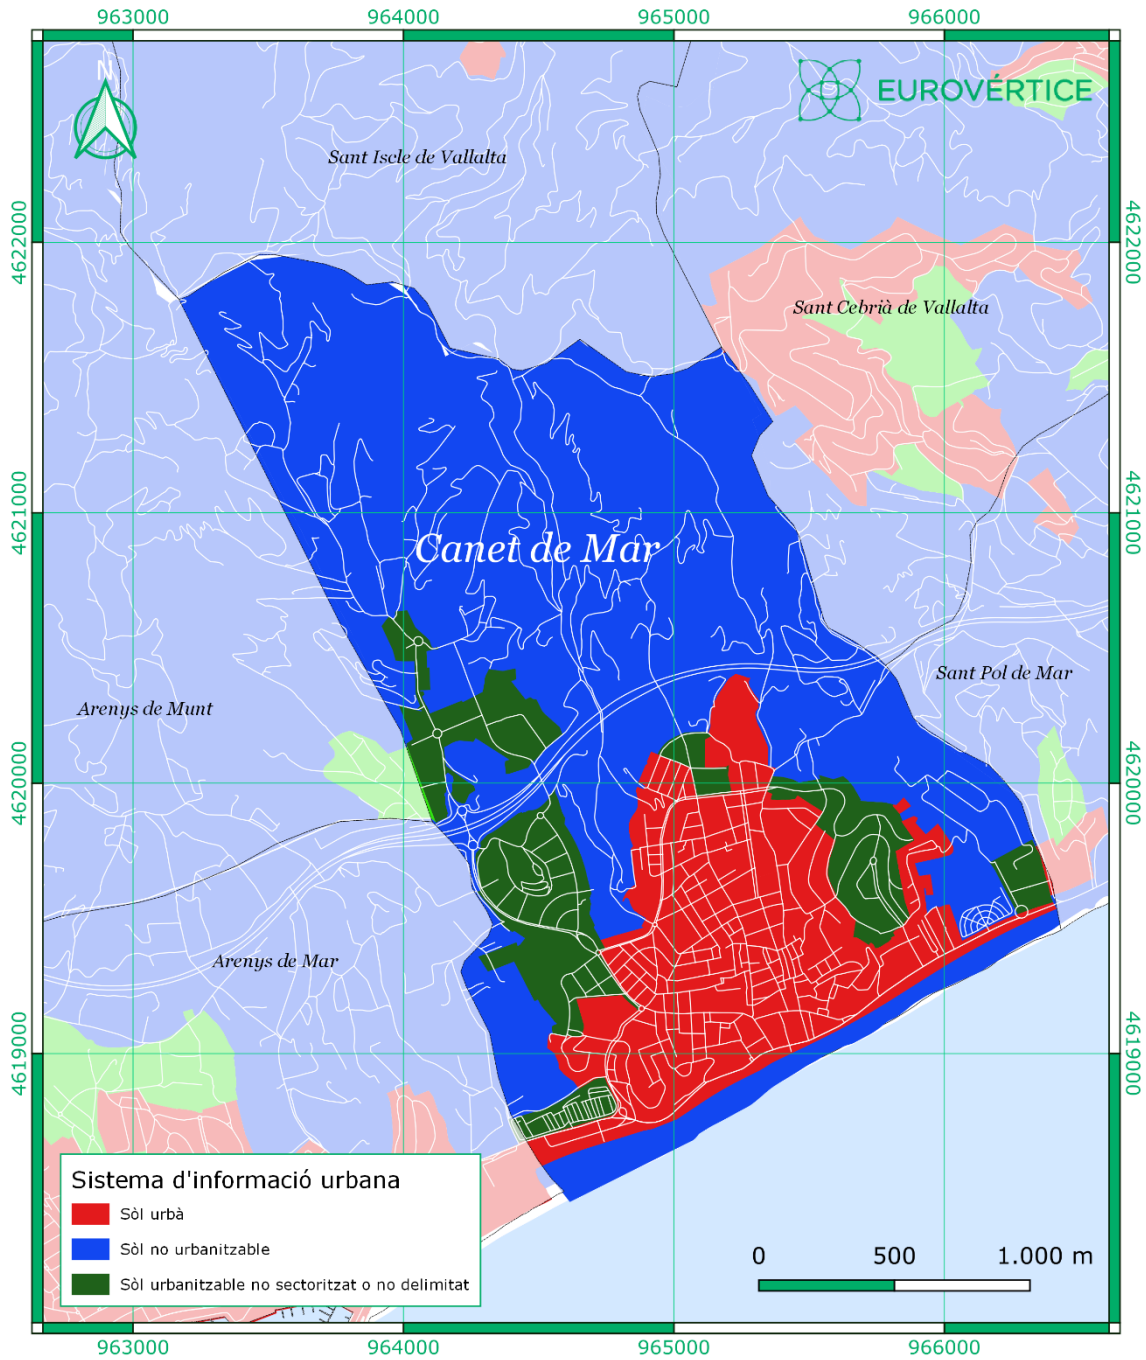 963000 964000 965000 966000
N
EUROVÉRTICE
Sant Iscle de Vallalta
4622000 4622000
Sant Cebrià de Vallalta
4621000 4621000
Canet de Mar
Sant Pol de Mar
Arenys de Munt
4620000 4620000
Arenys de Mar
4619000 4619000
Sistema d'informació urbana
Sòl urbà
Sòl no urbanitzable
Sòl urbanitzable no sectoritzat o no delimitat
0 500 1.000 m
963000 964000 965000 966000